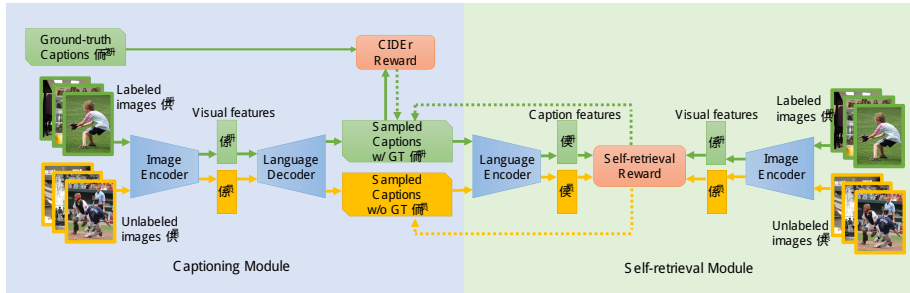 Ground-truth
Captions
CIDEr
Reward
Labeled
images
Visual features
Sampled
Captions
w/ GT
Image
Encoder
Language
Decoder
Sampled
Captions
w/o GT
Unlabeled
images
Captioning Module
Caption features
Visual features
Labeled
images
Language
Encoder
Self-retrieval
Reward
Image
Encoder
Unlabeled
images
Self-retrieval Module